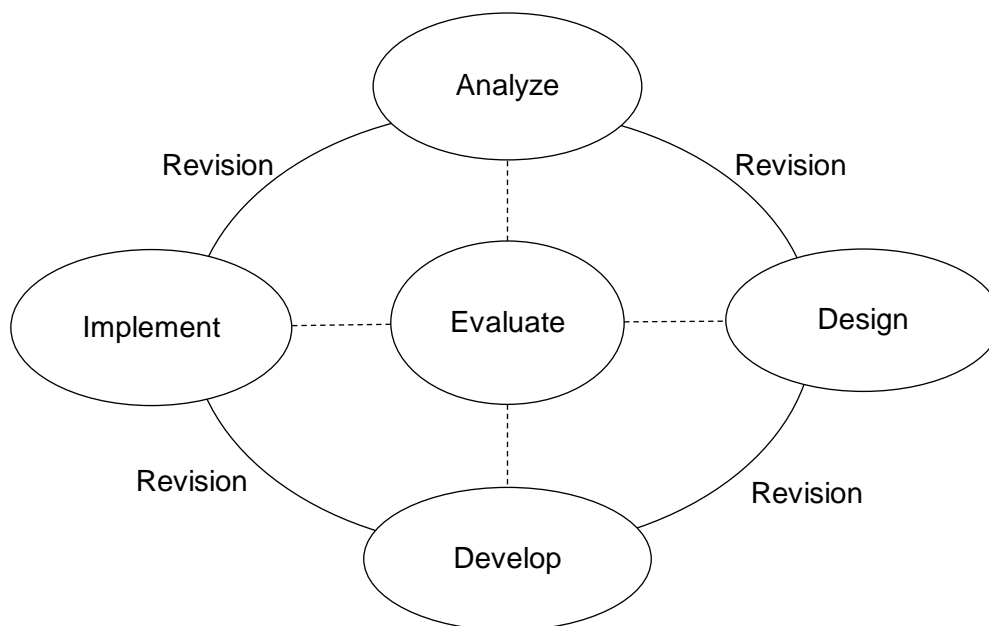 Analyze
Revision
Revision
Implement
Evaluate
Design
Revision
Revision
Develop